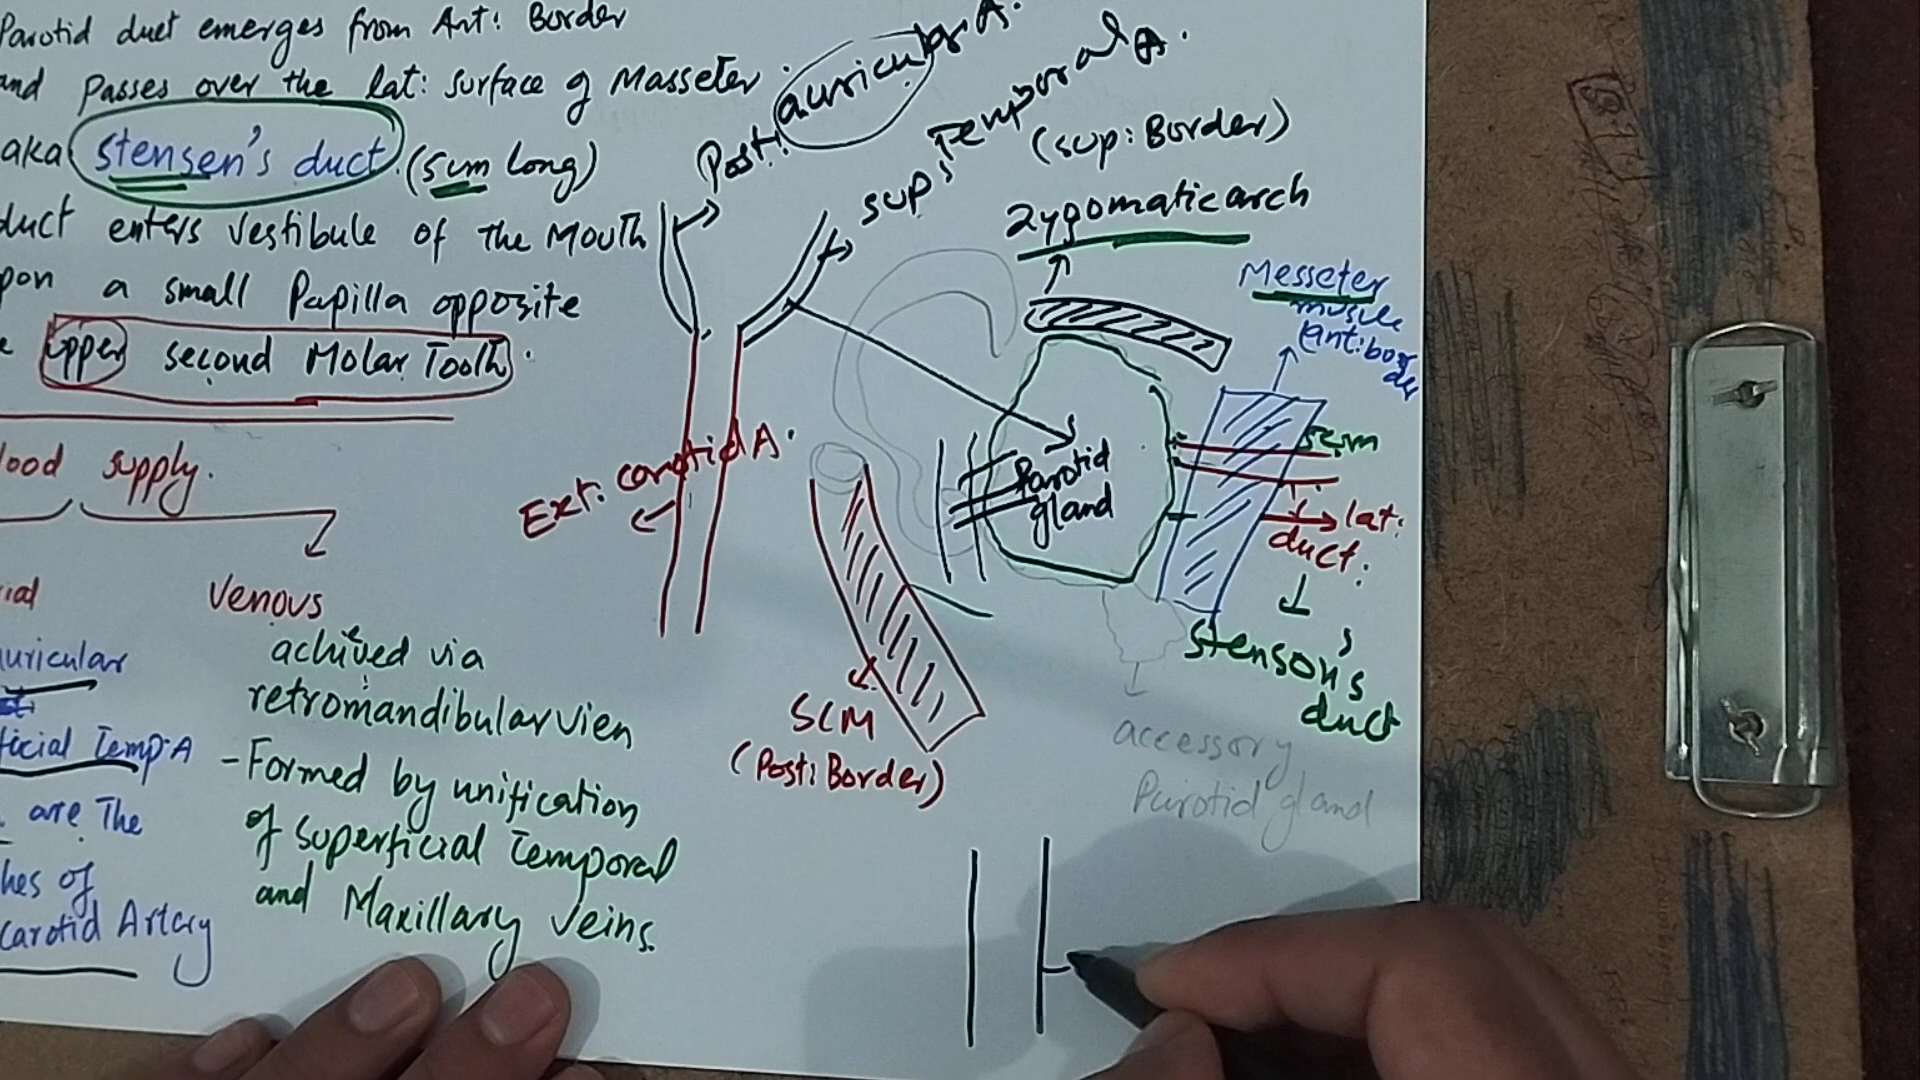 Parotid duct emerges from Ant: Border
and passes over the lat: surface of Masseter.
aka stensen's duct. (5cm long)
duct enters vestibule of the Mouth
upon a small Papilla opposite
upper second Molar Tooth.
lood supply.
ial
Venous
uricular
achived via
retromandibular vien
ficial Temp: A
- Formed by unification
are The
of superficial Temporal
hes of
and Maxillary veins.
carotid Artery
Post: auricular A.
sup: Temporal A.
(sup: Border)
zygomatic arch
Messeter
muscle
(ant: border
5cm
Ext: carotid A.
Parotid
gland
lat:
duct:
stenson's
duct
SCM
(Post: Border)
accessory
Parotid gland